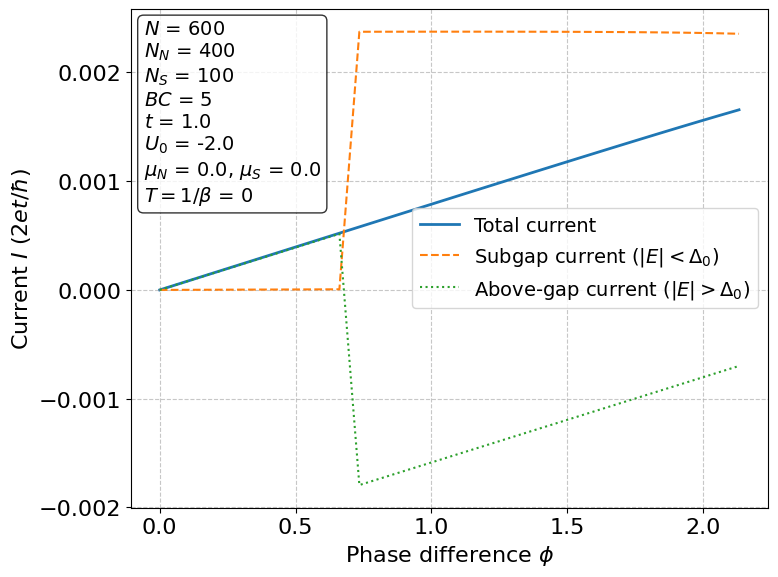 N = 600
N_N = 400
N_S = 100
BC = 5
t = 1.0
U_0 = -2.0
μ_N = 0.0, μ_S = 0.0
T = 1/β = 0
Total current
Subgap current (|E| < Δ_0)
Above-gap current (|E| > Δ_0)
Current I (2et/ħ)
0.002
0.001
0.000
−0.001
−0.002
0.0 0.5 1.0 1.5 2.0
Phase difference ϕ